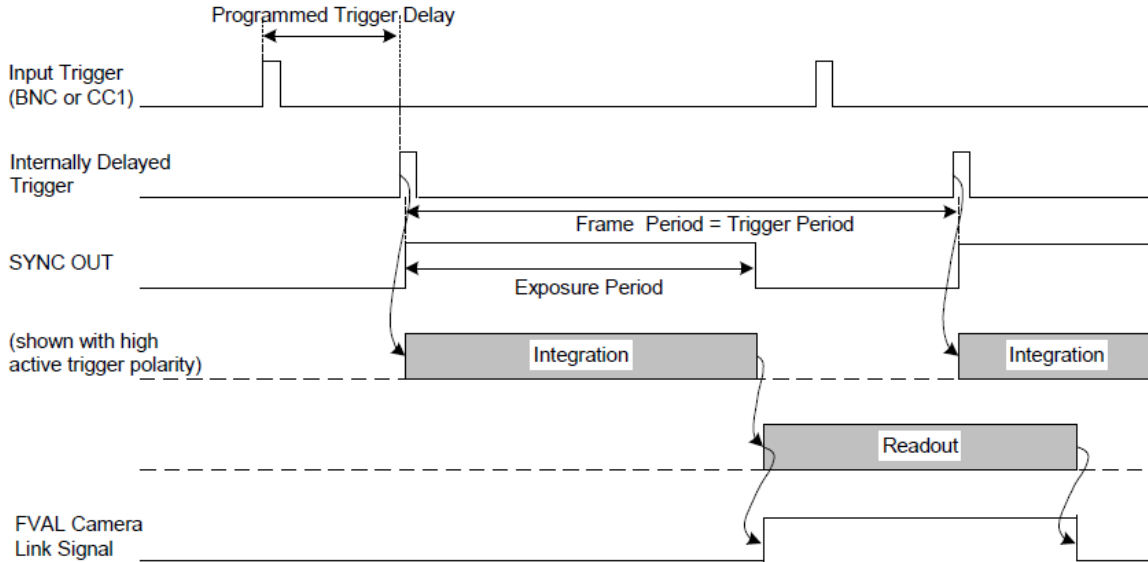 Programmed Trigger Delay
Input Trigger
(BNC or CC1)
Internally Delayed
Trigger
Frame Period = Trigger Period
SYNC OUT
Exposure Period
(shown with high
active trigger polarity)
Integration
Integration
Readout
FVAL Camera
Link Signal